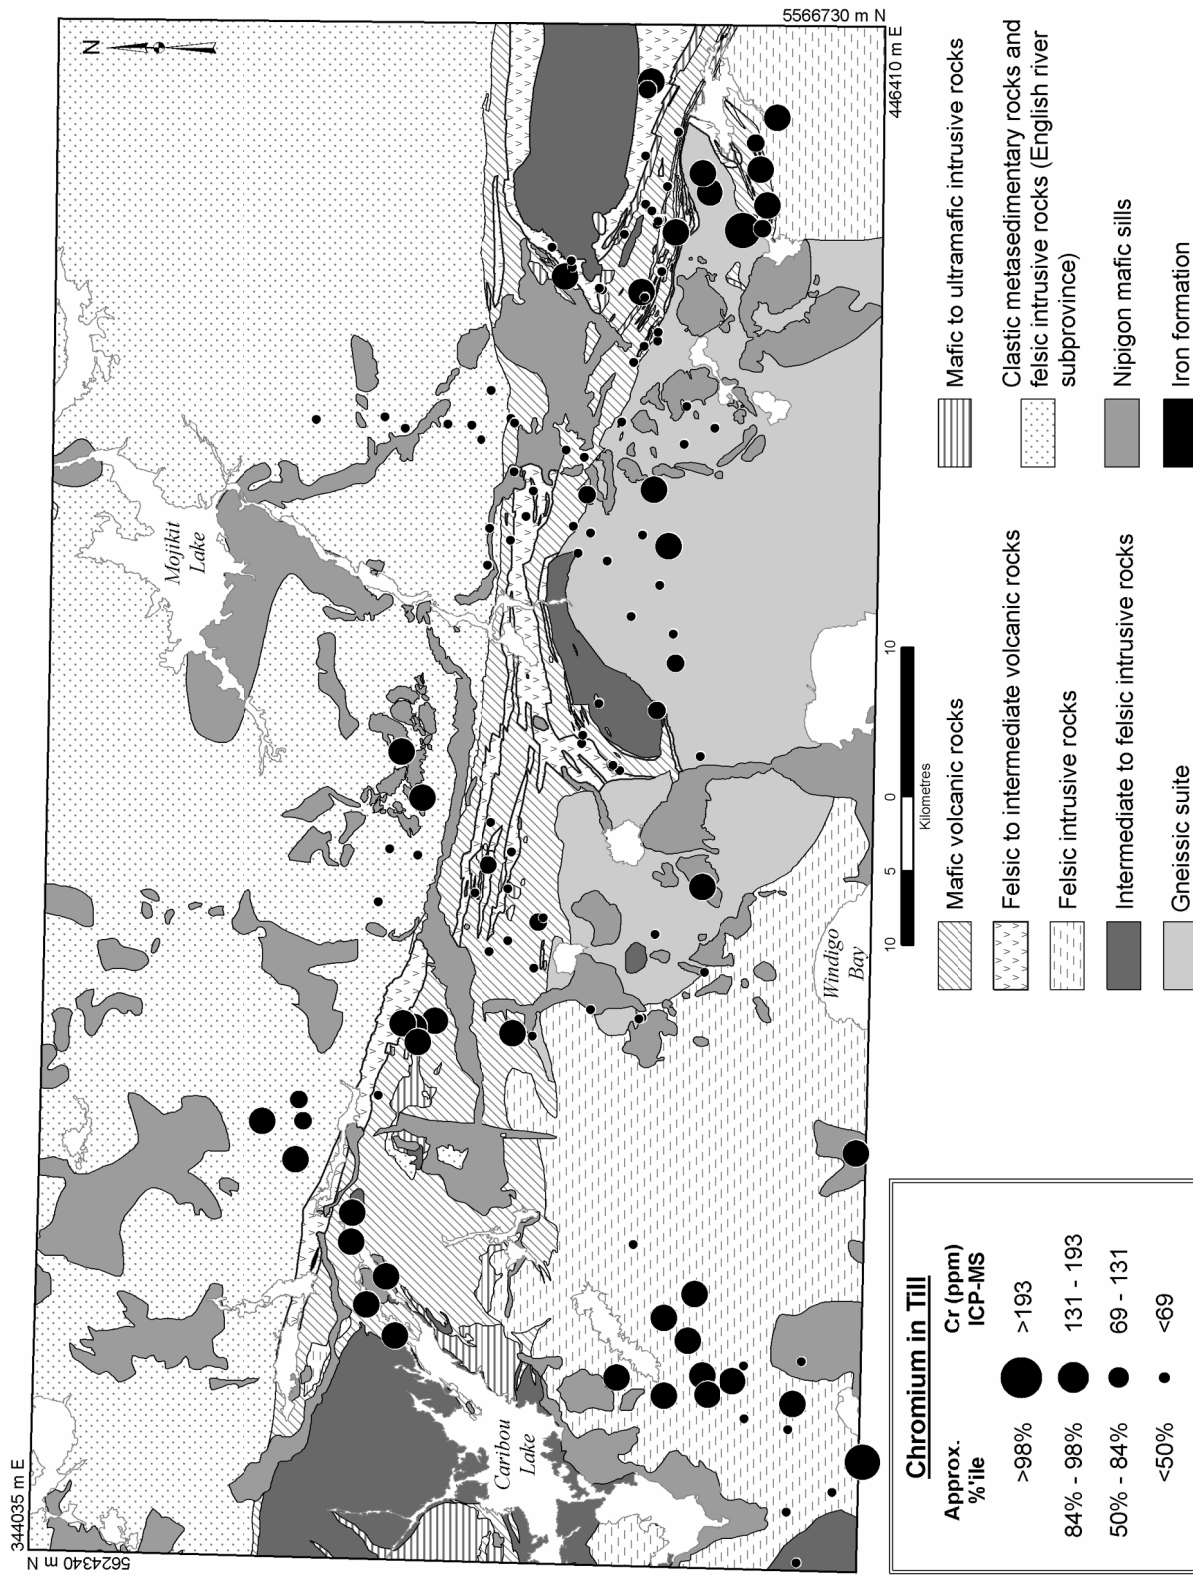 344035 m E
5624340 m N
N
Mojikit
Lake
Caribou
Lake
Windigo
Bay
5566730 m N
446410 m E
10
5
0
10
Kilometres
Chromium in Till
Approx.
%'ile
Cr (ppm)
ICP-MS
>98%
>193
84% - 98%
131 - 193
50% - 84%
69 - 131
<50%
<69
Mafic volcanic rocks
Felsic to intermediate volcanic rocks
Felsic intrusive rocks
Intermediate to felsic intrusive rocks
Gneissic suite
Mafic to ultramafic intrusive rocks
Clastic metasedimentary rocks and
felsic intrusive rocks (English river
subprovince)
Nipigon mafic sills
Iron formation